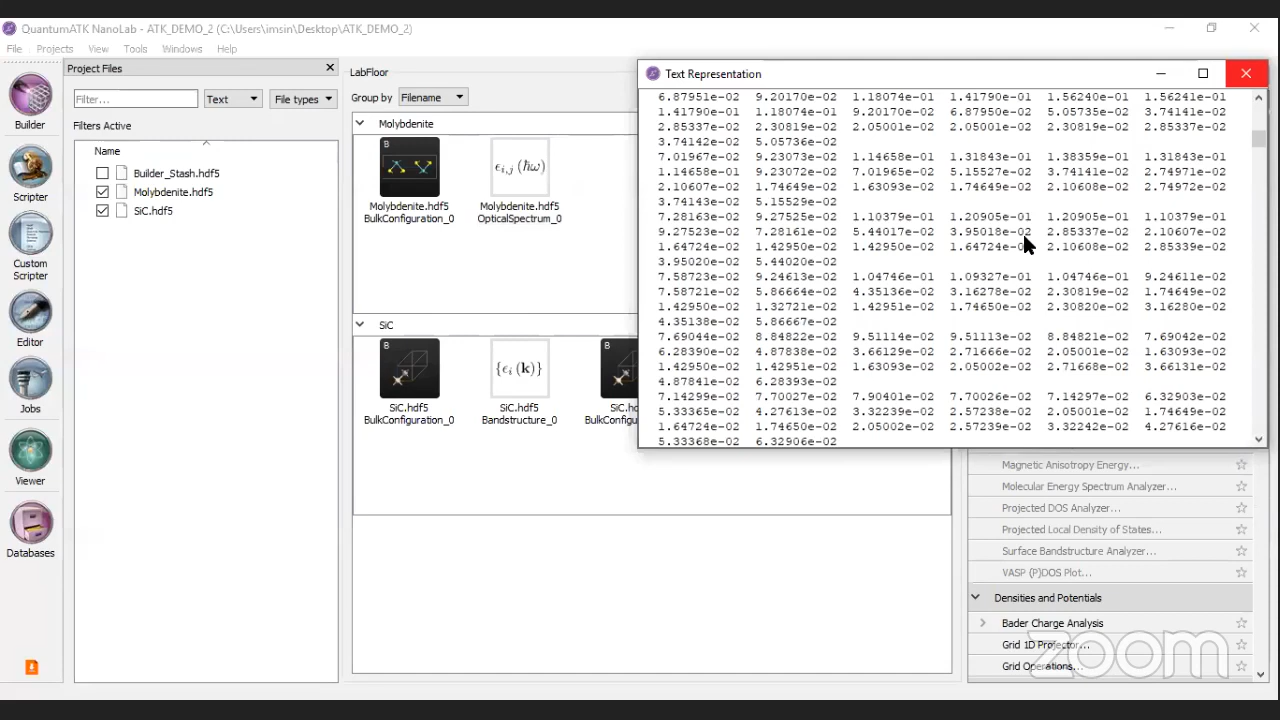 QuantumATK NanoLab - ATK_DEMO_2 (C:\Users\imsin\Desktop\ATK_DEMO_2)
File Projects View Tools Windows Help
Builder
Scripter
Custom
Scripter
Editor
Jobs
Viewer
Databases
Project Files
Filter...
Text
File types
Filters Active
Name
Builder_Stash.hdf5
Molybdenite.hdf5
SiC.hdf5
LabFloor
Group by Filename
Molybdenite
B
ϵi,j (ħω)
Molybdenite.hdf5
BulkConfiguration_0
Molybdenite.hdf5
OpticalSpectrum_0
SiC
B
{ϵi (k)}
B
SiC.hdf5
BulkConfiguration_0
SiC.hdf5
Bandstructure_0
SiC.hd
BulkConfigu
Text Representation
6.87951e-02 9.20170e-02 1.18074e-01 1.41790e-01 1.56240e-01 1.56241e-01
1.41790e-01 1.18074e-01 9.20170e-02 6.87950e-02 5.05735e-02 3.74141e-02
2.85337e-02 2.30819e-02 2.05001e-02 2.05001e-02 2.30819e-02 2.85337e-02
3.74142e-02 5.05736e-02
7.01967e-02 9.23073e-02 1.14658e-01 1.31843e-01 1.38359e-01 1.31843e-01
1.14658e-01 9.23072e-02 7.01965e-02 5.15527e-02 3.74141e-02 2.74971e-02
2.10607e-02 1.74649e-02 1.63093e-02 1.74649e-02 2.10608e-02 2.74972e-02
3.74143e-02 5.15529e-02
7.28163e-02 9.27525e-02 1.10379e-01 1.20905e-01 1.20905e-01 1.10379e-01
9.27523e-02 7.28161e-02 5.44017e-02 3.95018e-02 2.85337e-02 2.10607e-02
1.64724e-02 1.42950e-02 1.42950e-02 1.64724e-02 2.10608e-02 2.85339e-02
3.95020e-02 5.44020e-02
7.58723e-02 9.24613e-02 1.04746e-01 1.09327e-01 1.04746e-01 9.24611e-02
7.58721e-02 5.86664e-02 4.35136e-02 3.16278e-02 2.30819e-02 1.74649e-02
1.42950e-02 1.32721e-02 1.42951e-02 1.74650e-02 2.30820e-02 3.16280e-02
4.35138e-02 5.86667e-02
7.69044e-02 8.84822e-02 9.51114e-02 9.51113e-02 8.84821e-02 7.69042e-02
6.28390e-02 4.87838e-02 3.66129e-02 2.71666e-02 2.05001e-02 1.63093e-02
1.42950e-02 1.42951e-02 1.63093e-02 2.05002e-02 2.71668e-02 3.66131e-02
4.87841e-02 6.28393e-02
7.14299e-02 7.70027e-02 7.90401e-02 7.70026e-02 7.14297e-02 6.32903e-02
5.33365e-02 4.27613e-02 3.32239e-02 2.57238e-02 2.05001e-02 1.74649e-02
1.64724e-02 1.74650e-02 2.05002e-02 2.57239e-02 3.32242e-02 4.27616e-02
5.33368e-02 6.32906e-02
Magnetic Anisotropy Energy...
Molecular Energy Spectrum Analyzer...
Projected DOS Analyzer...
Projected Local Density of States...
Surface Bandstructure Analyzer...
VASP (P)DOS Plot...
Densities and Potentials
Bader Charge Analysis
Grid 1D Projector...
Grid Operations...
zoom